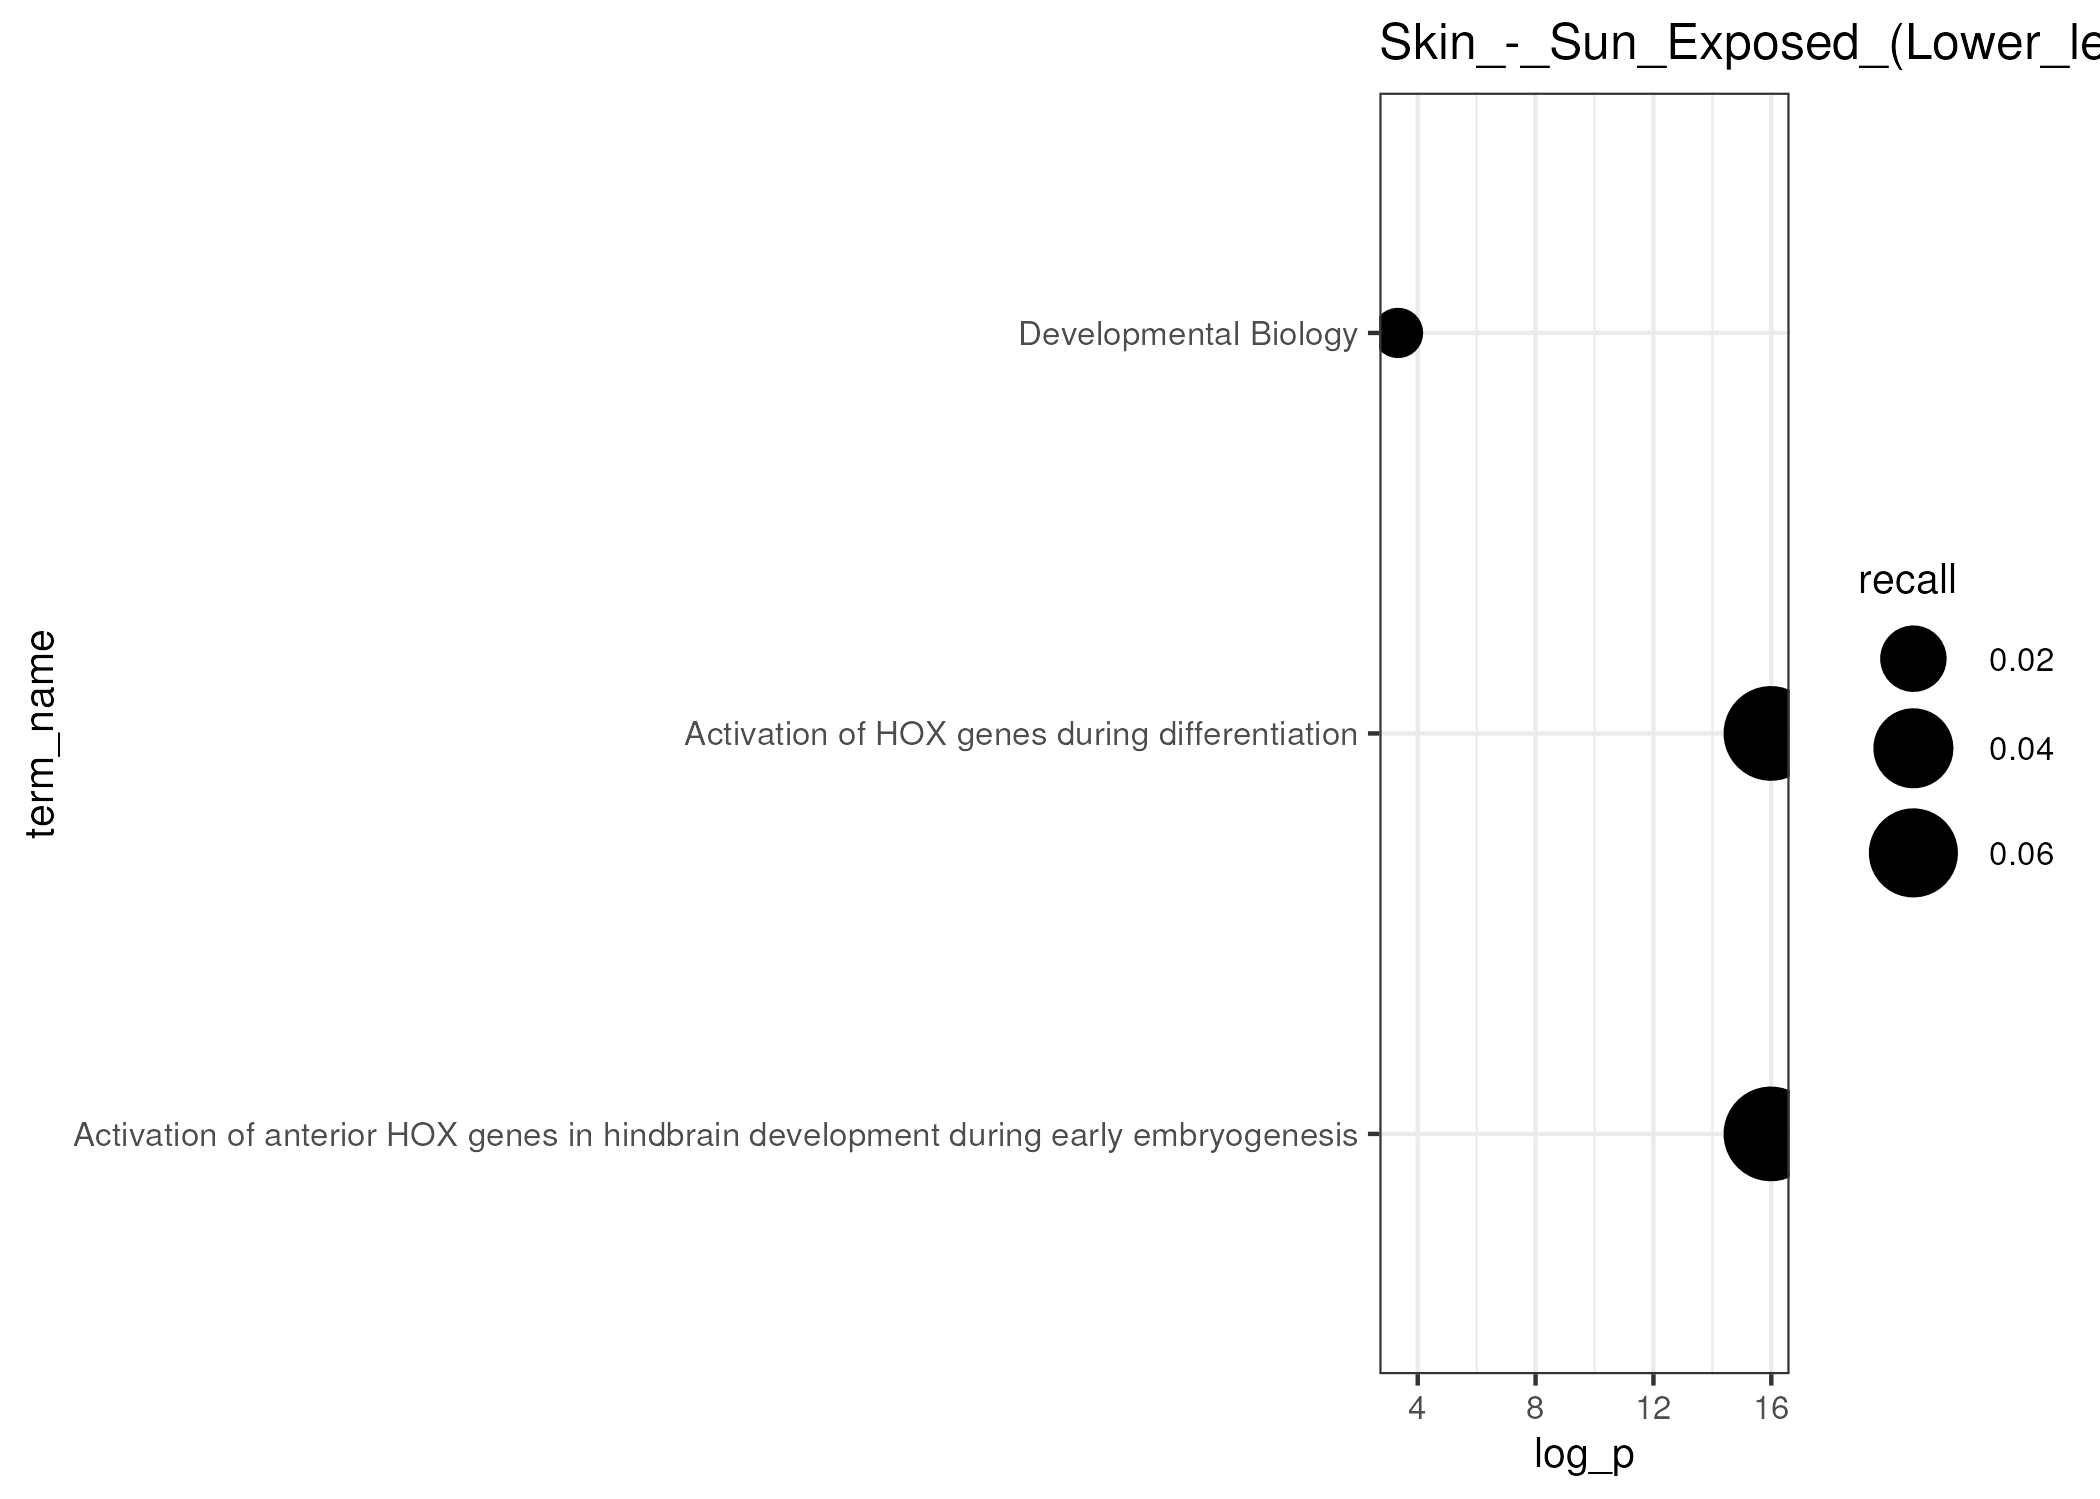 Skin_-_Sun_Exposed_(Lower_le
Developmental Biology
Activation of HOX genes during differentiation
Activation of anterior HOX genes in hindbrain development during early embryogenesis
term_name
4 8 12 16
log_p
recall
0.02
0.04
0.06